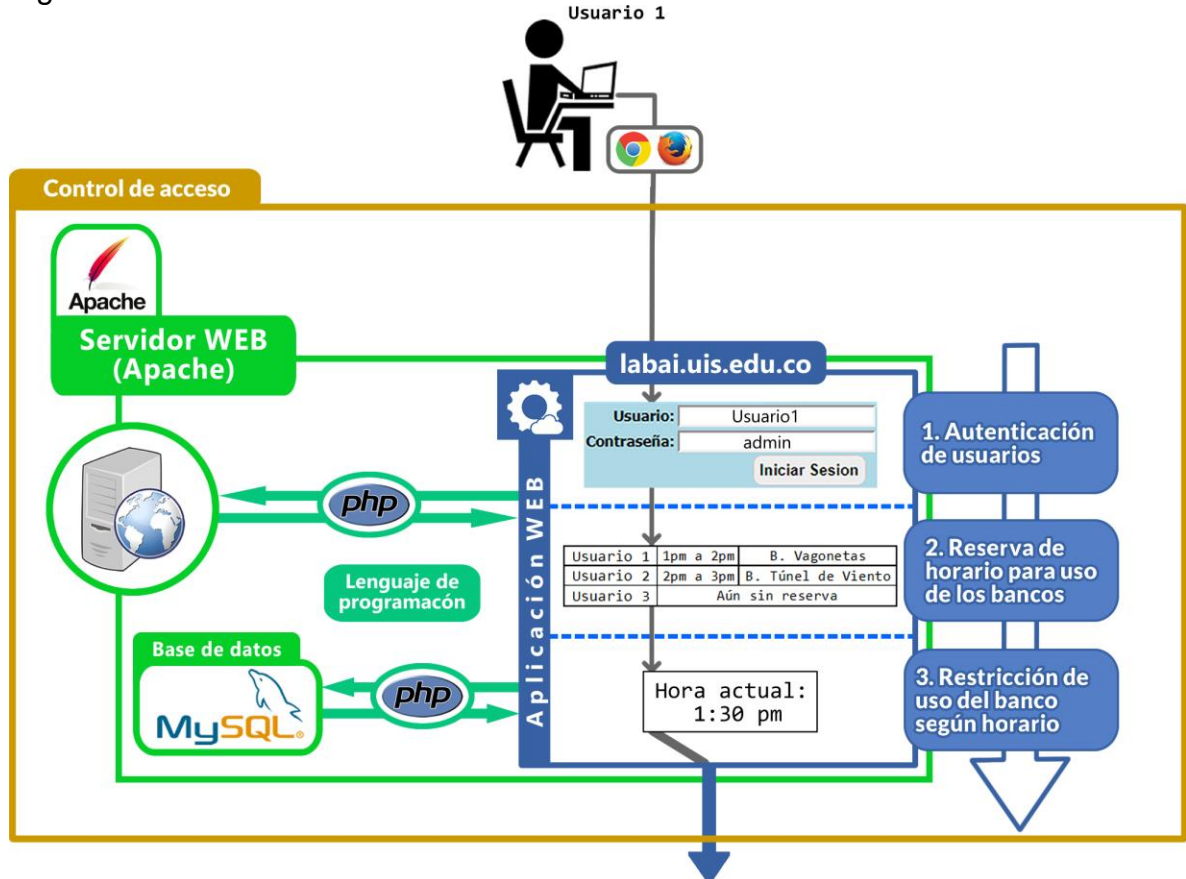 Usuario 1
Control de acceso
Apache
Servidor WEB
(Apache)
labai.uis.edu.co
Usuario: Usuario1
Contraseña: admin
Iniciar Sesion
1. Autenticación
de usuarios
php
Aplicación WEB
Usuario 1 1pm a 2pm B. Vagonetas
Usuario 2 2pm a 3pm B. Túnel de Viento
Usuario 3 Aún sin reserva
2. Reserva de
horario para uso
de los bancos
Lenguaje de
programacón
Base de datos
MySQL®
php
Hora actual:
1:30 pm
3. Restricción de
uso del banco
según horario